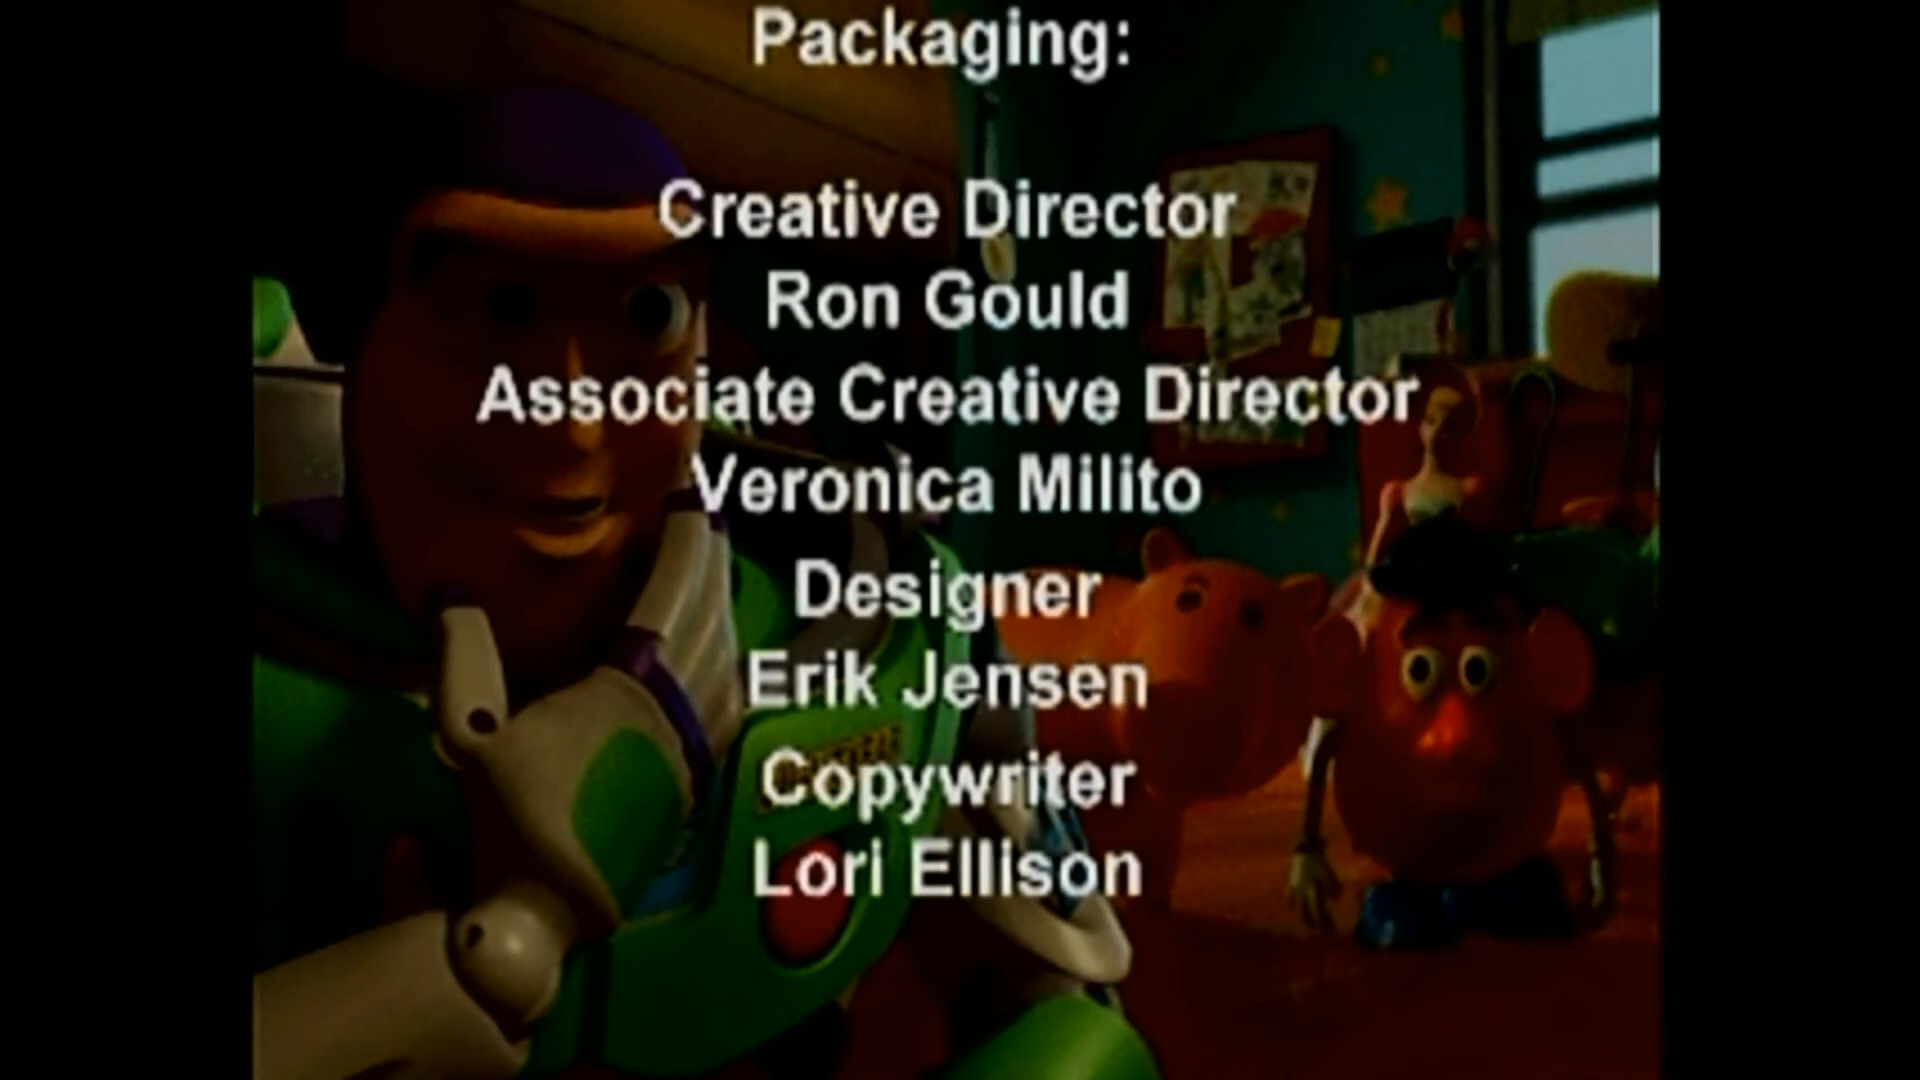 Packaging:
Creative Director
Ron Gould
Associate Creative Director
Veronica Milito
Designer
Erik Jensen
Copywriter
Lori Ellison